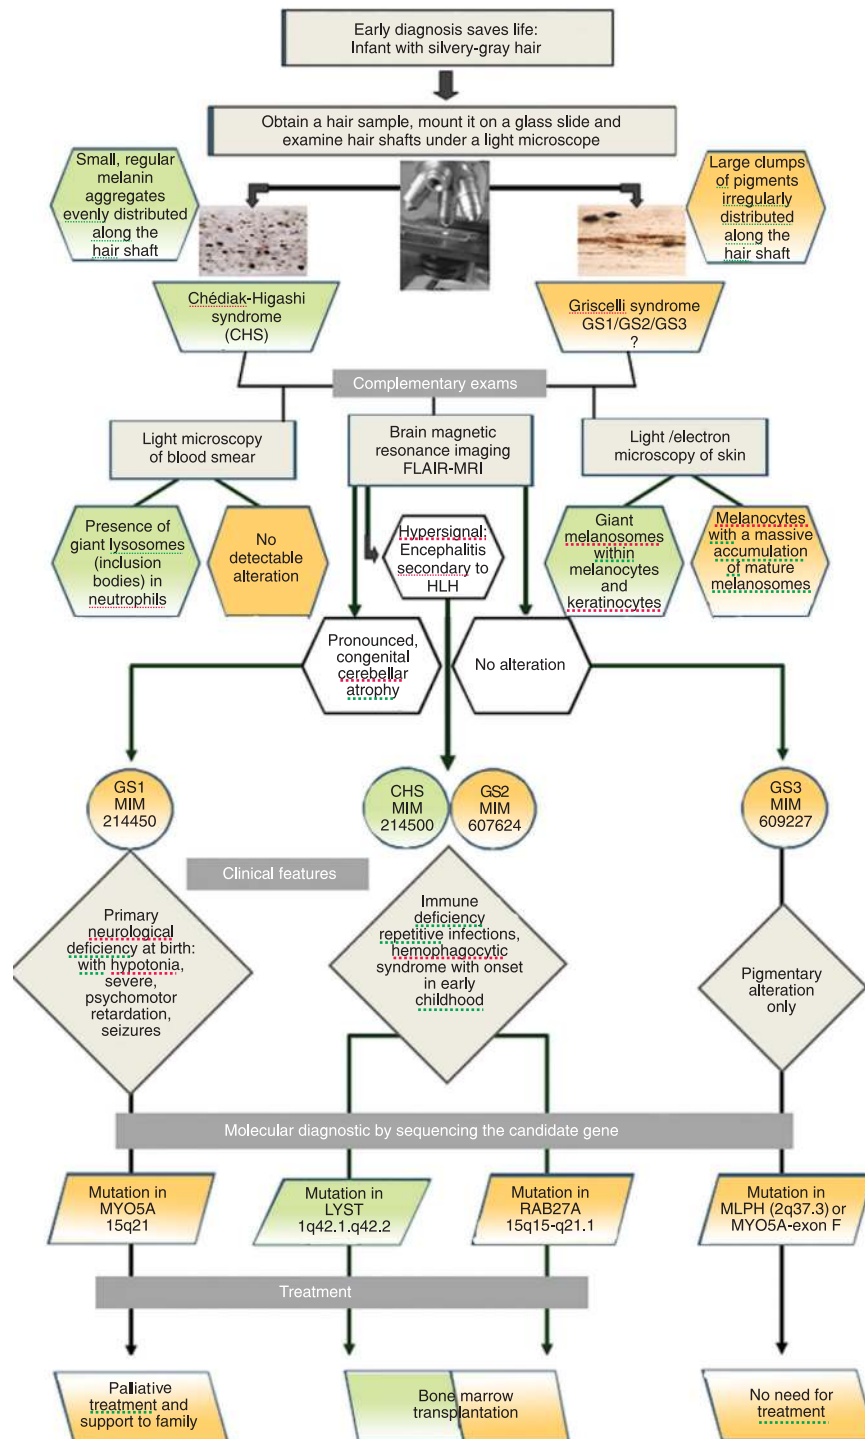 Early diagnosis saves life:
Infant with silvery-gray hair
Obtain a hair sample, mount it on a glass slide and
examine hair shafts under a light microscope
Small, regular
melanin
aggregates
evenly distributed
along the
hair shaft
Large clumps
of pigments
irregularly
distributed
along the
hair shaft
Chédiak-Higashi
syndrome
(CHS)
Griscelli syndrome
GS1/GS2/GS3
?
Complementary exams
Light microscopy
of blood smear
Brain magnetic
resonance imaging
FLAIR-MRI
Light /electron
microscopy of skin
Presence of
giant lysosomes
(inclusion
bodies) in
neutrophils
No
detectable
alteration
Hypersignal:
Encephalitis
secondary to
HLH
Giant
melanosomes
within
melanocytes
and
keratinocytes
Melanocytes
with a massive
accumulation
of mature
melanosomes
Pronounced,
congenital
cerebellar
atrophy
No alteration
GS1
MIM
214450
CHS
MIM
214500
GS2
MIM
607624
GS3
MIM
609227
Clinical features
Primary
neurological
deficiency at birth:
with hypotonia,
severe,
psychomotor
retardation,
seizures
Immune
deficiency
repetitive infections,
hemophagocytic
syndrome with onset
in early
childhood
Pigmentary
alteration
only
Molecular diagnostic by sequencing the candidate gene
Mutation in
MYO5A
15q21
Mutation in
LYST
1q42.1.q42.2
Mutation in
RAB27A
15q15-q21.1
Mutation in
MLPH (2q37.3) or
MYO5A-exon F
Treatment
Palliative
treatment and
support to family
Bone marrow
transplantation
No need for
treatment